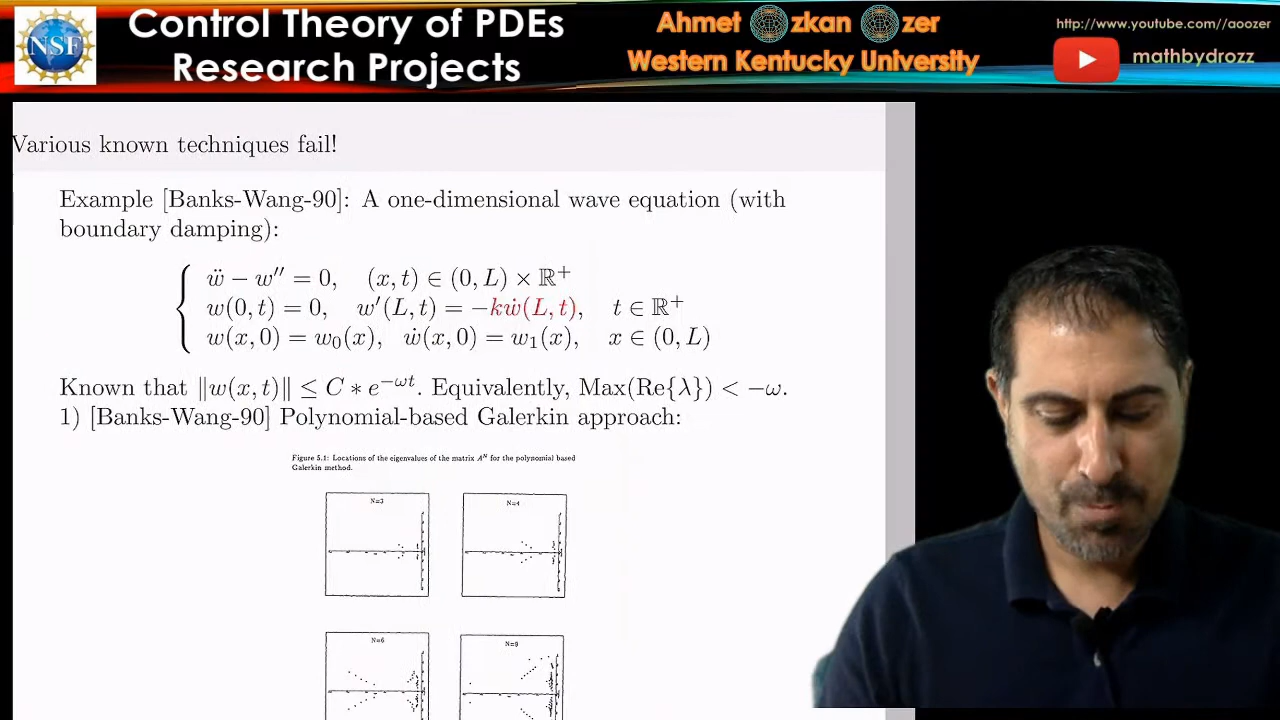 NSF
Control Theory of PDEs
Research Projects
Ahmet Ozkan Ozer
Western Kentucky University
http://www.youtube.com//aoozer
mathbydrozz
Various known techniques fail!
Example [Banks-Wang-90]: A one-dimensional wave equation (with
boundary damping):
ẅ − w″ = 0, (x, t) ∈ (0, L) × ℝ⁺
w(0, t) = 0, w′(L, t) = −kẇ(L, t), t ∈ ℝ⁺
w(x, 0) = w₀(x), ẇ(x, 0) = w₁(x), x ∈ (0, L)
Known that ‖w(x, t)‖ ≤ C ∗ e^{−ωt}. Equivalently, Max(Re{λ}) < −ω.
1) [Banks-Wang-90] Polynomial-based Galerkin approach:
Figure 5.1: Locations of the eigenvalues of the matrix Aᴺ for the polynomial based
Galerkin method.
N=3
N=4
N=6
N=9